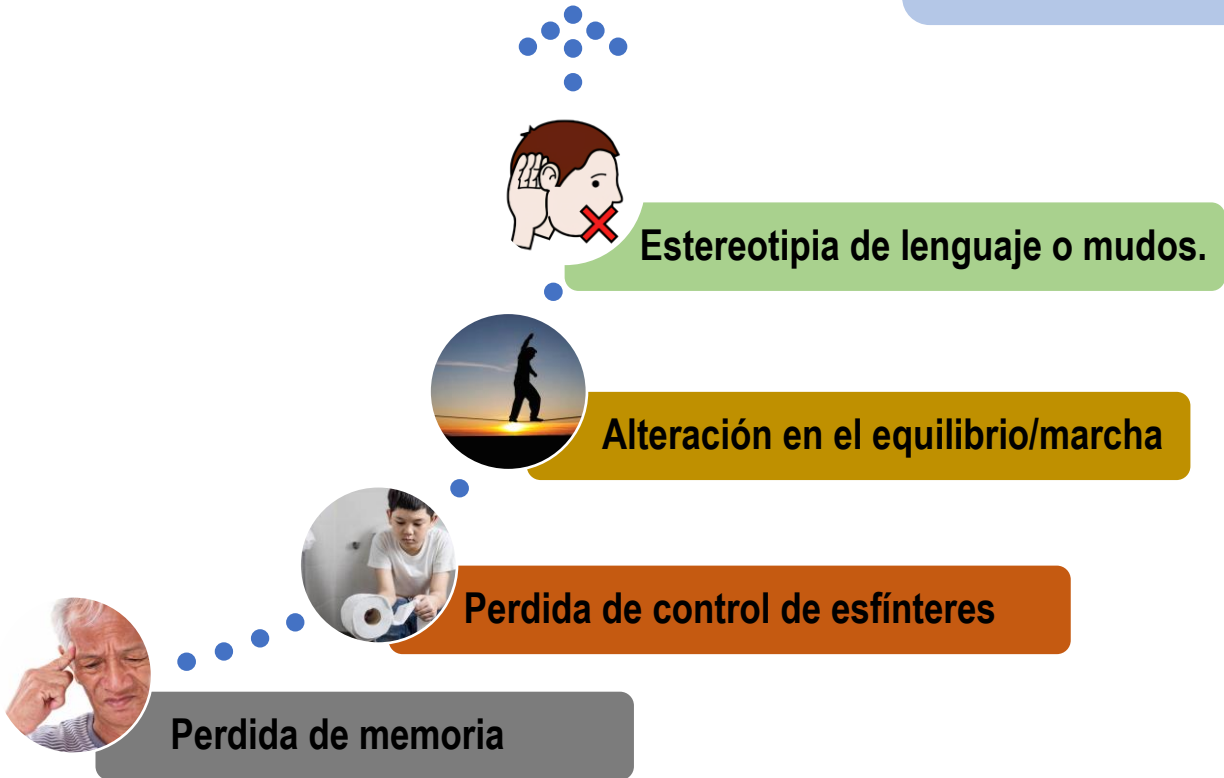 Estereotipia de lenguaje o mudos.
Alteración en el equilibrio/marcha
Perdida de control de esfínteres
Perdida de memoria